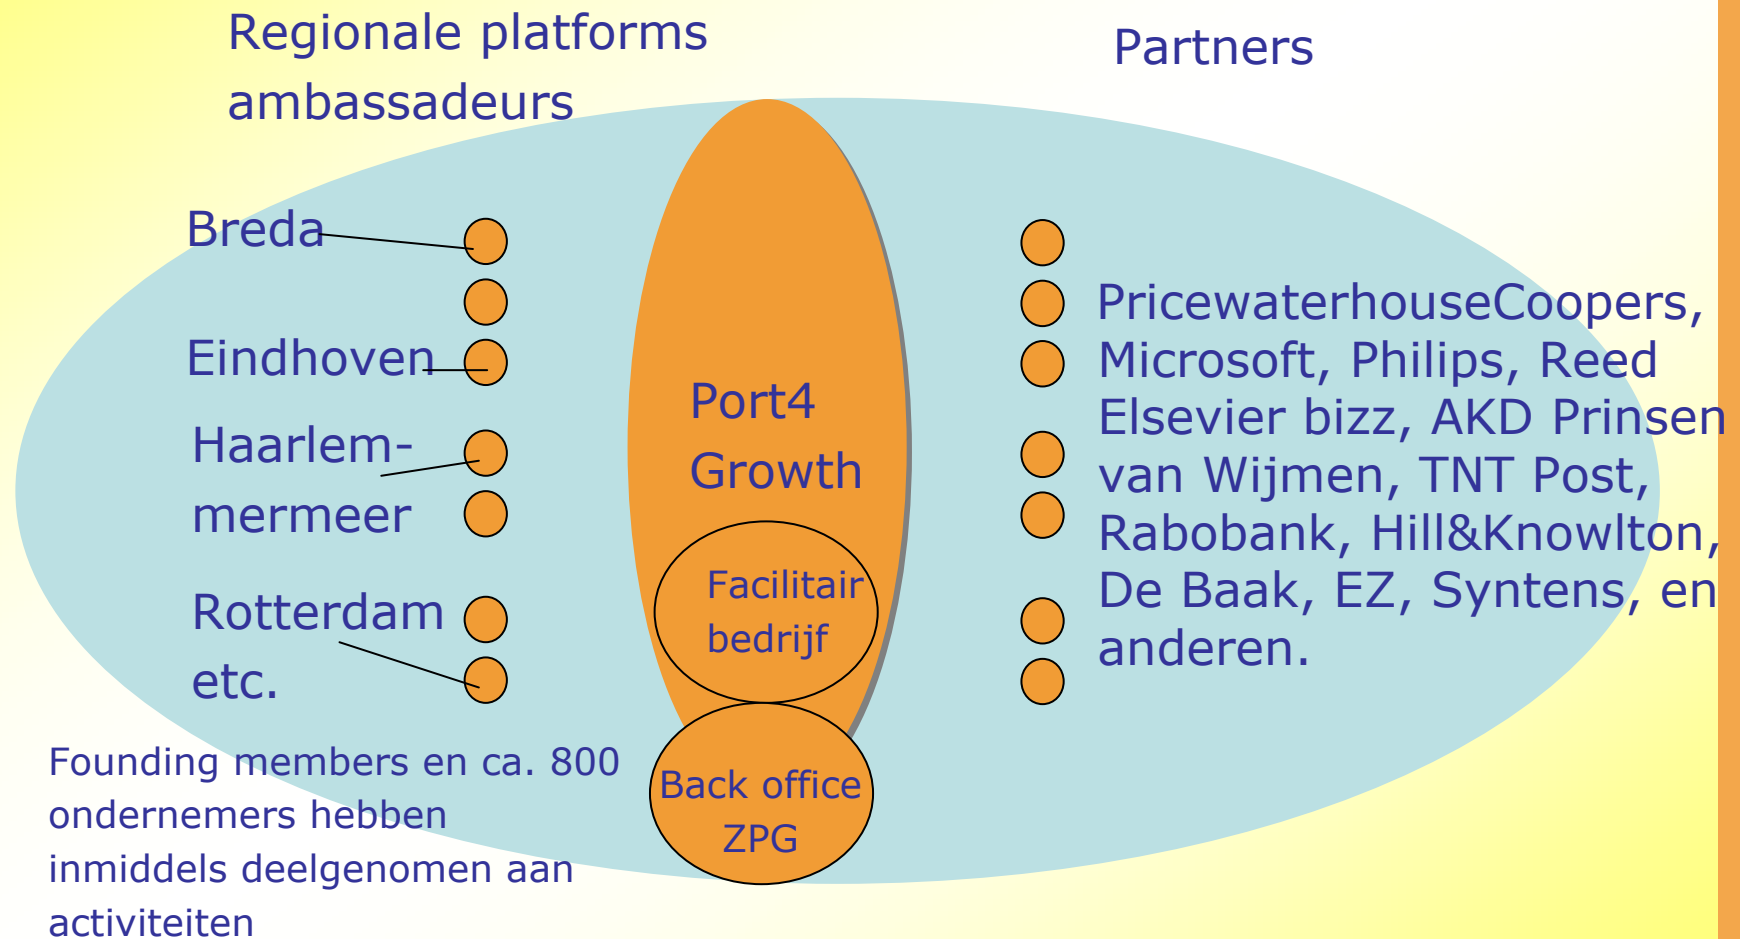 Regionale platforms
ambassadeurs
Partners
Breda
Eindhoven
Haarlem-
mermeer
Rotterdam
etc.
Port4
Growth
Facilitair
bedrijf
Back office
ZPG
PricewaterhouseCoopers,
Microsoft, Philips, Reed
Elsevier bizz, AKD Prinsen
van Wijmen, TNT Post,
Rabobank, Hill&Knowlton,
De Baak, EZ, Syntens, en
anderen.
Founding members en ca. 800
ondernemers hebben
inmiddels deelgenomen aan
activiteiten